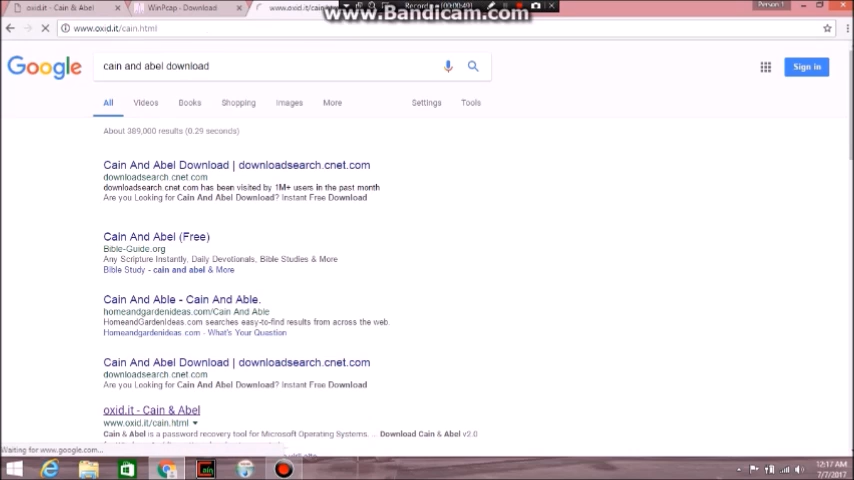 oxid.it - Cain & Abel
WinPcap - Download
www.oxid.it/cain.ht
Person 1
www.Bandicam.com
www.oxid.it/cain.html
Google
cain and abel download
Sign in
All Videos Books Shopping Images More Settings Tools
About 389,000 results (0.29 seconds)
Cain And Abel Download | downloadsearch.cnet.com
downloadsearch.cnet.com
downloadsearch.cnet.com has been visited by 1M+ users in the past month
Are you Looking for Cain And Abel Download? Instant Free Download
Cain And Abel (Free)
Bible-Guide.org
Any Scripture Instantly, Daily Devotionals, Bible Studies & More
Bible Study - cain and abel & More
Cain And Able - Cain And Able.
homeandgardenideas.com/Cain And Able
HomeandGardenideas.com searches easy-to-find results from across the web.
Homeandgardenideas.com - What's Your Question
Cain And Abel Download | downloadsearch.cnet.com
downloadsearch.cnet.com
Are you Looking for Cain And Abel Download? Instant Free Download
oxid.it - Cain & Abel
www.oxid.it/cain.html
Cain & Abel is a password recovery tool for Microsoft Operating Systems. ... Download Cain & Abel v2.0
Waiting for www.google.com...
12:17 AM
7/7/2017